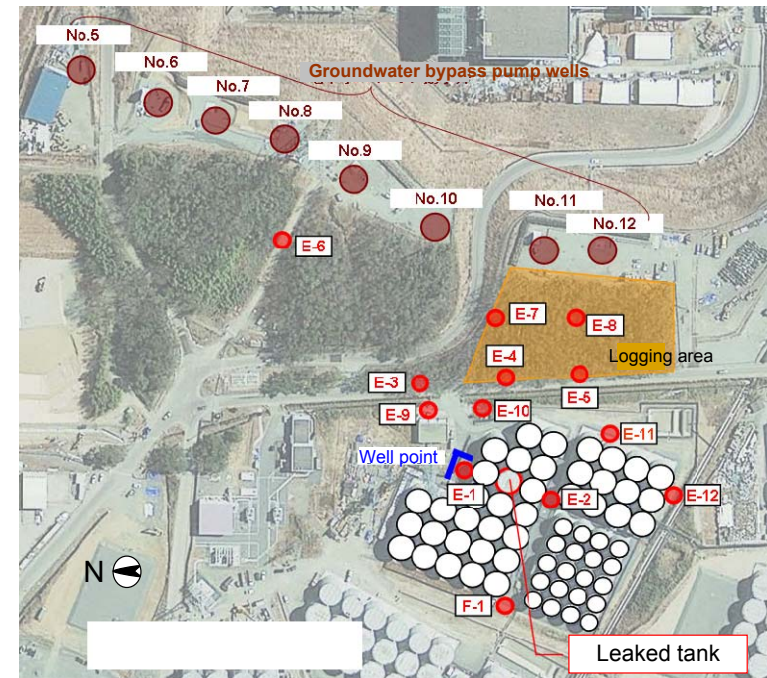 No.5
No.6
No.7
Groundwater bypass pump wells
No.8
No.9
No.10
No.11
No.12
E-6
E-7
E-8
E-4
Logging area
E-3
E-5
E-9
E-10
E-11
Well point
E-1
E-2
E-12
N
F-1
Leaked tank